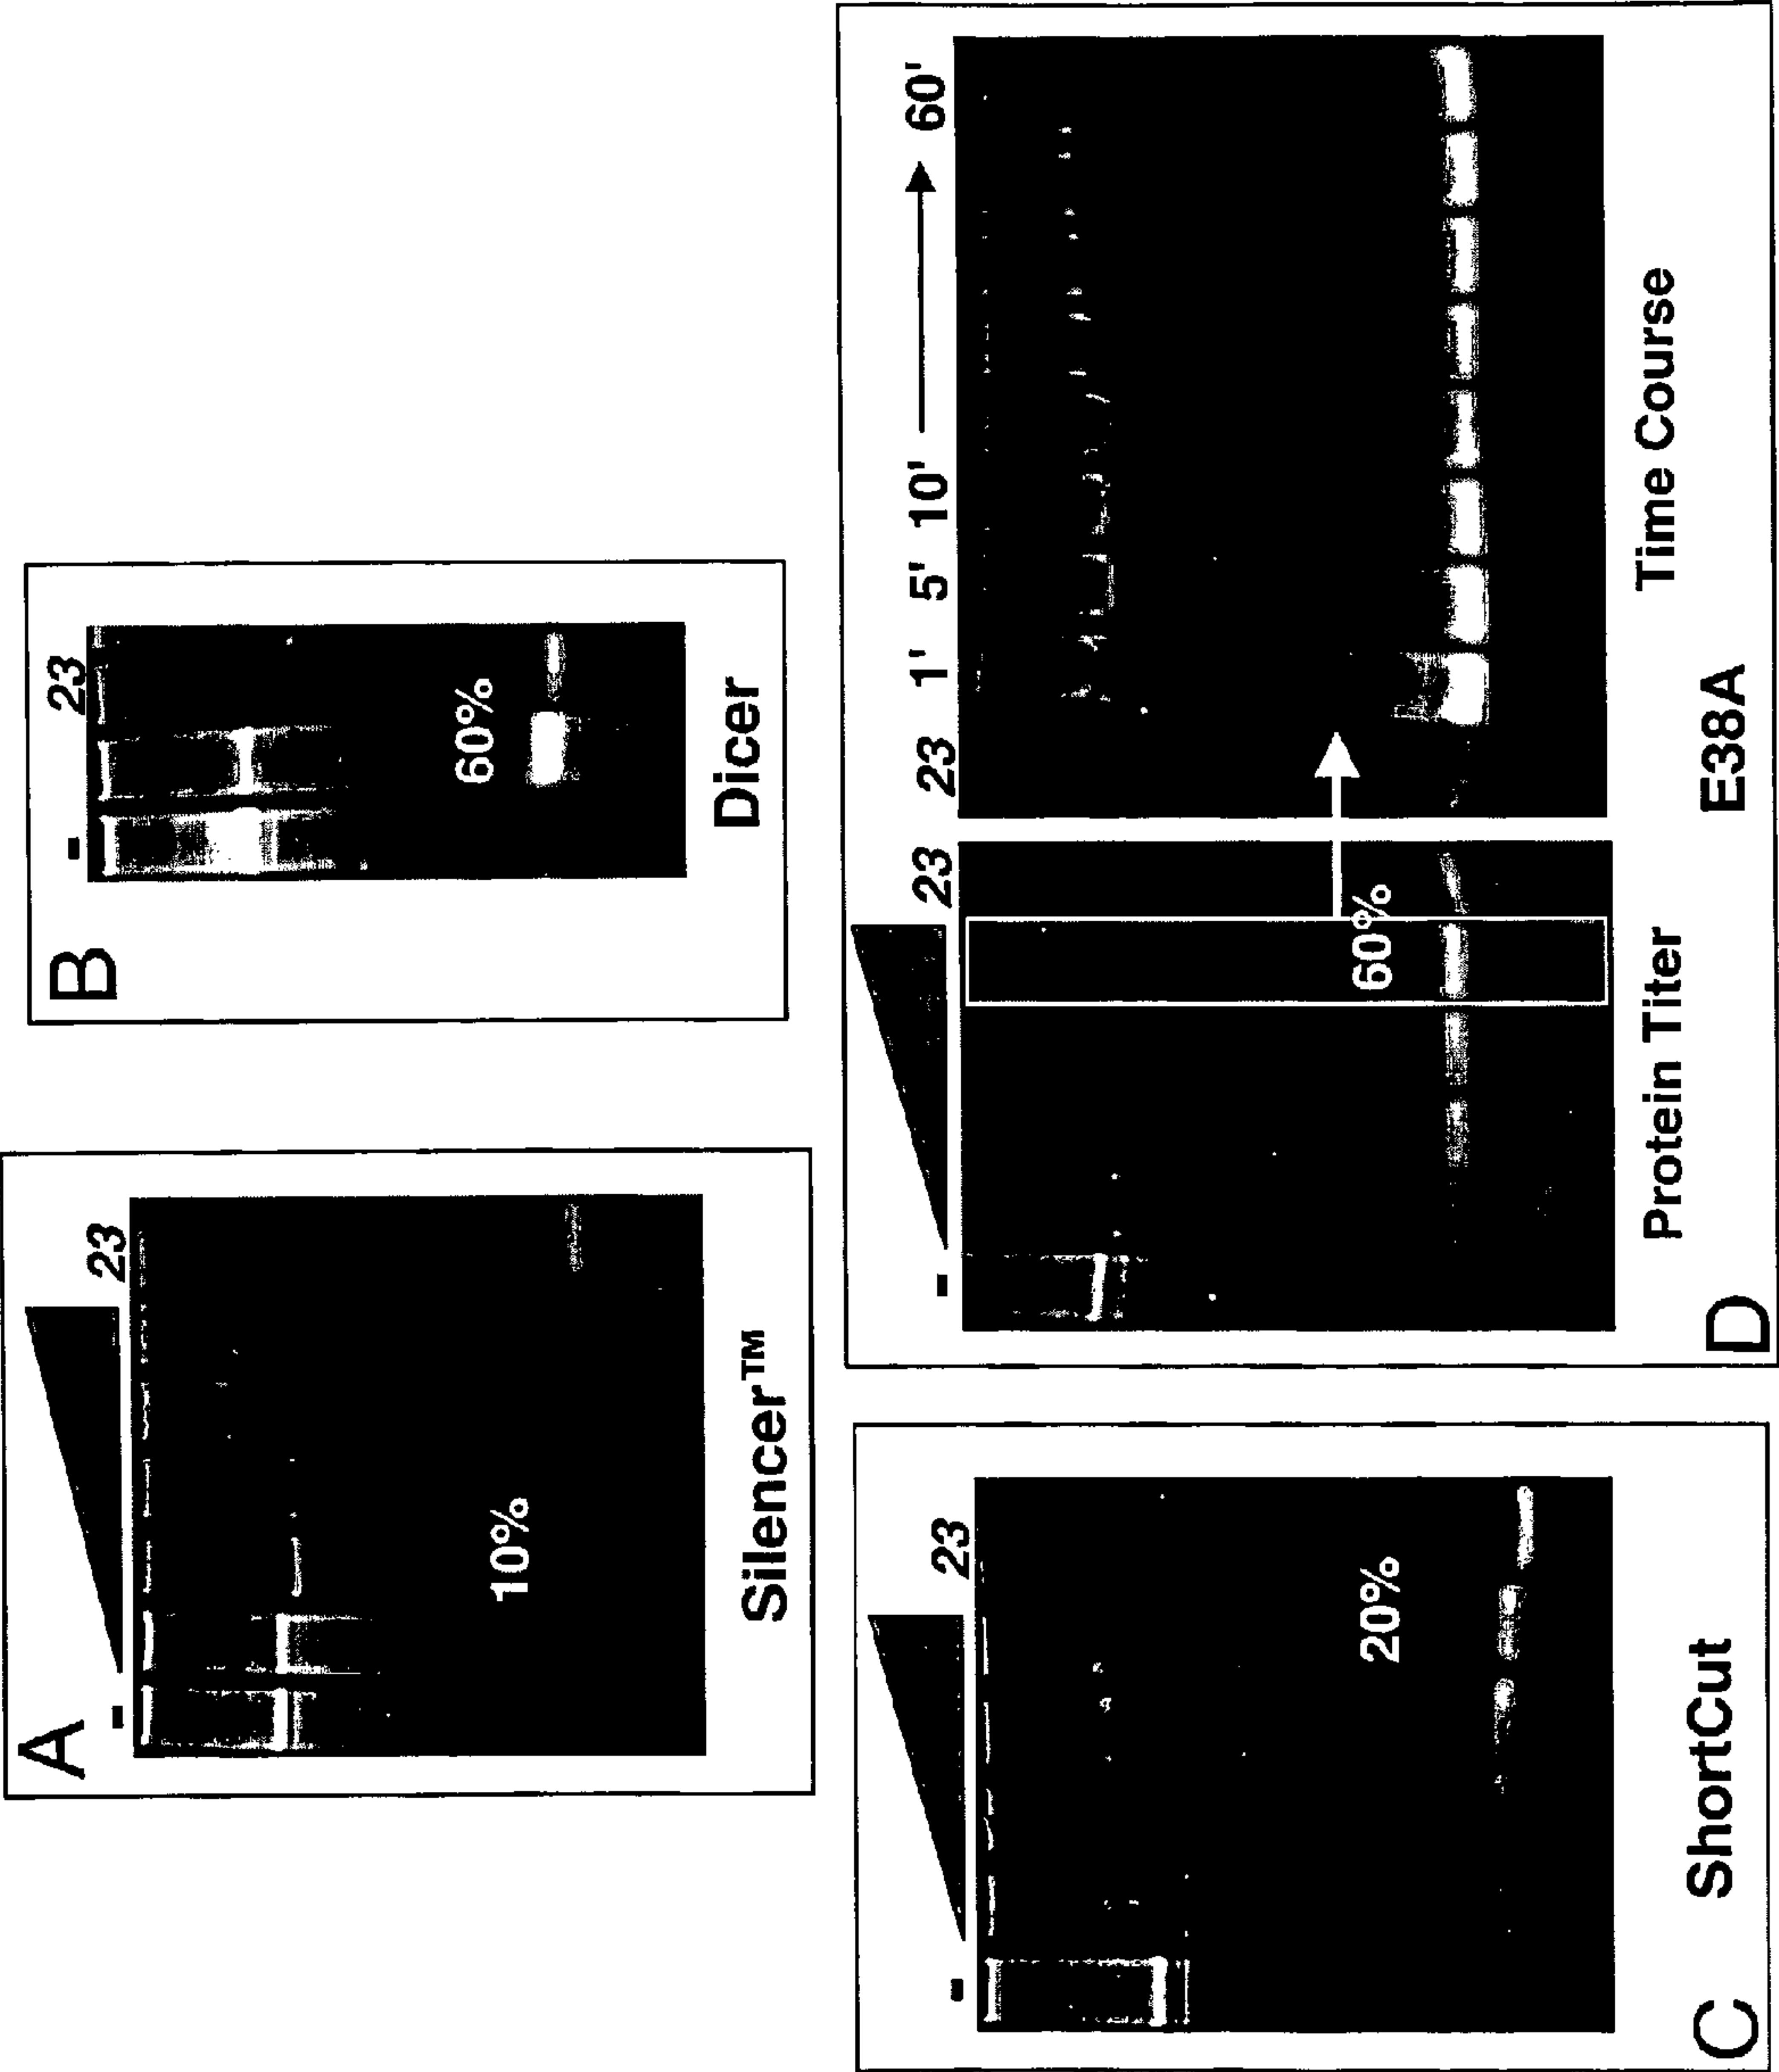 A
-
23
10%
Silencer™
B
-
23
60%
Dicer
C
-
23
20%
ShortCut
D
-
23
60%
Protein Titer
23
1'
5'
10'
60'
Time Course
E38A